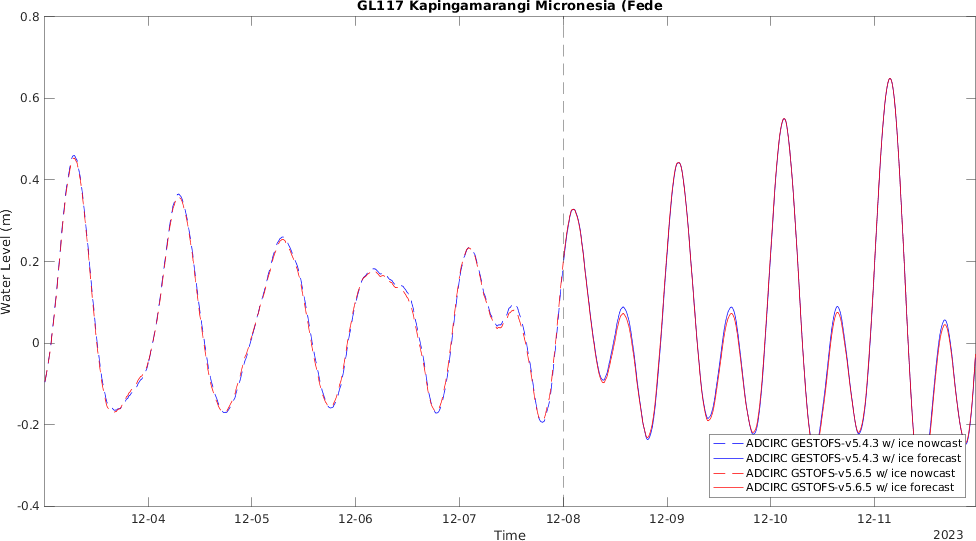 GL117 Kapingamarangi Micronesia (Fede
0.8
0.6
0.4
0.2
0
-0.2
-0.4
Water Level (m)
12-04 12-05 12-06 12-07 12-08 12-09 12-10 12-11
Time
2023
ADCIRC GESTOFS-v5.4.3 w/ ice nowcast
ADCIRC GESTOFS-v5.4.3 w/ ice forecast
ADCIRC GSTOFS-v5.6.5 w/ ice nowcast
ADCIRC GSTOFS-v5.6.5 w/ ice forecast